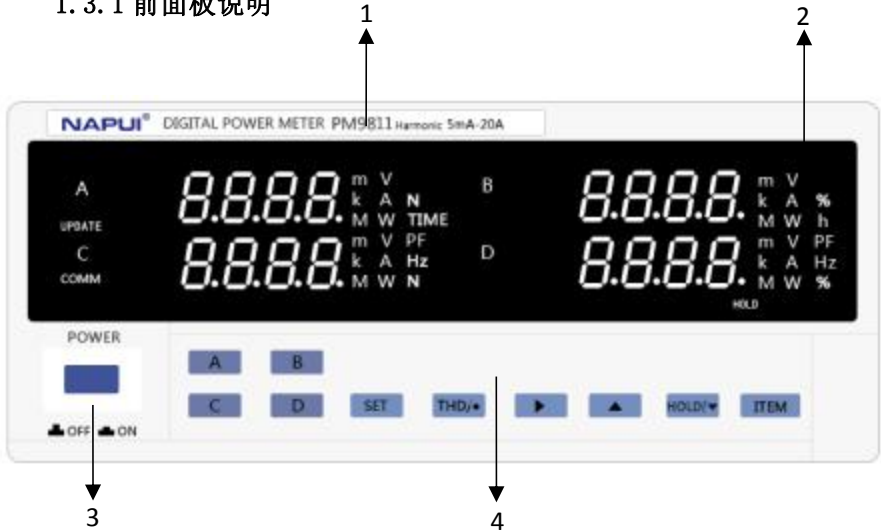 1.3.1 前面板说明
1 2
NAPUI® DIGITAL POWER METER PM9811 Harmonic 5mA-20A
A 8.8.8.8. m V B 8.8.8.8. m V
k A N k A %
UPDATE M W TIME M W h
C 8.8.8.8. m V PF D 8.8.8.8. m V PF
k A Hz k A Hz
COMM M W N M W %
HOLD
POWER
A B
C D SET THD/● ▶ ▲ HOLD/▼ ITEM
OFF ON
3 4